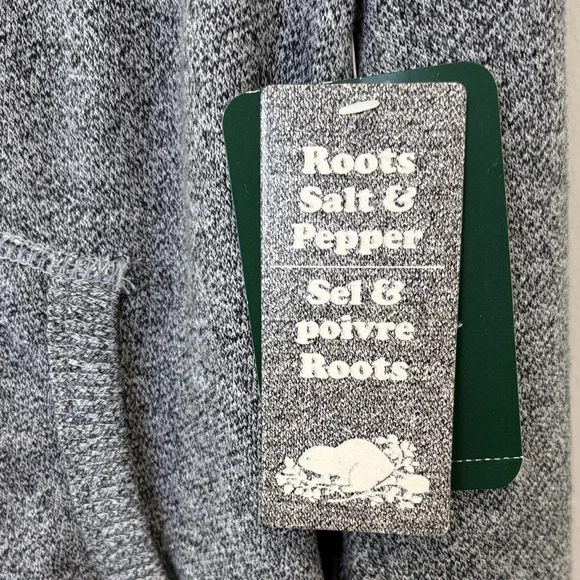 Roots
Salt &
Pepper
Sel &
poivre
Roots